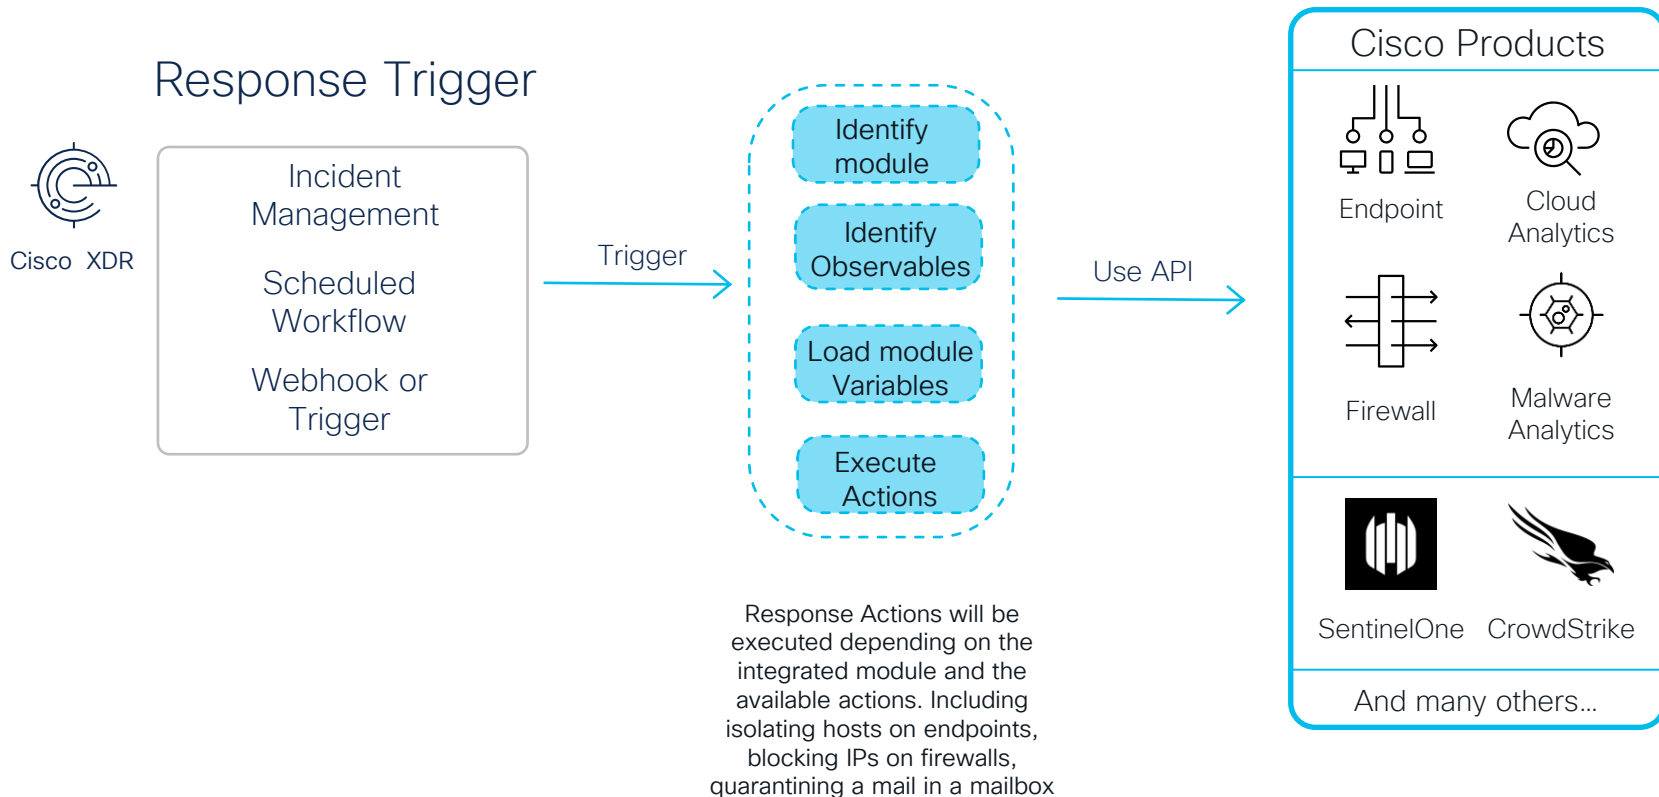 Response Trigger
Cisco XDR
Incident
Management
Scheduled
Workflow
Webhook or
Trigger
Trigger
Identify
module
Identify
Observables
Load module
Variables
Execute
Actions
Response Actions will be
executed depending on the
integrated module and the
available actions. Including
isolating hosts on endpoints,
blocking IPs on firewalls,
quarantining a mail in a mailbox
Use API
Cisco Products
Endpoint
Cloud
Analytics
Firewall
Malware
Analytics
SentinelOne
CrowdStrike
And many others...